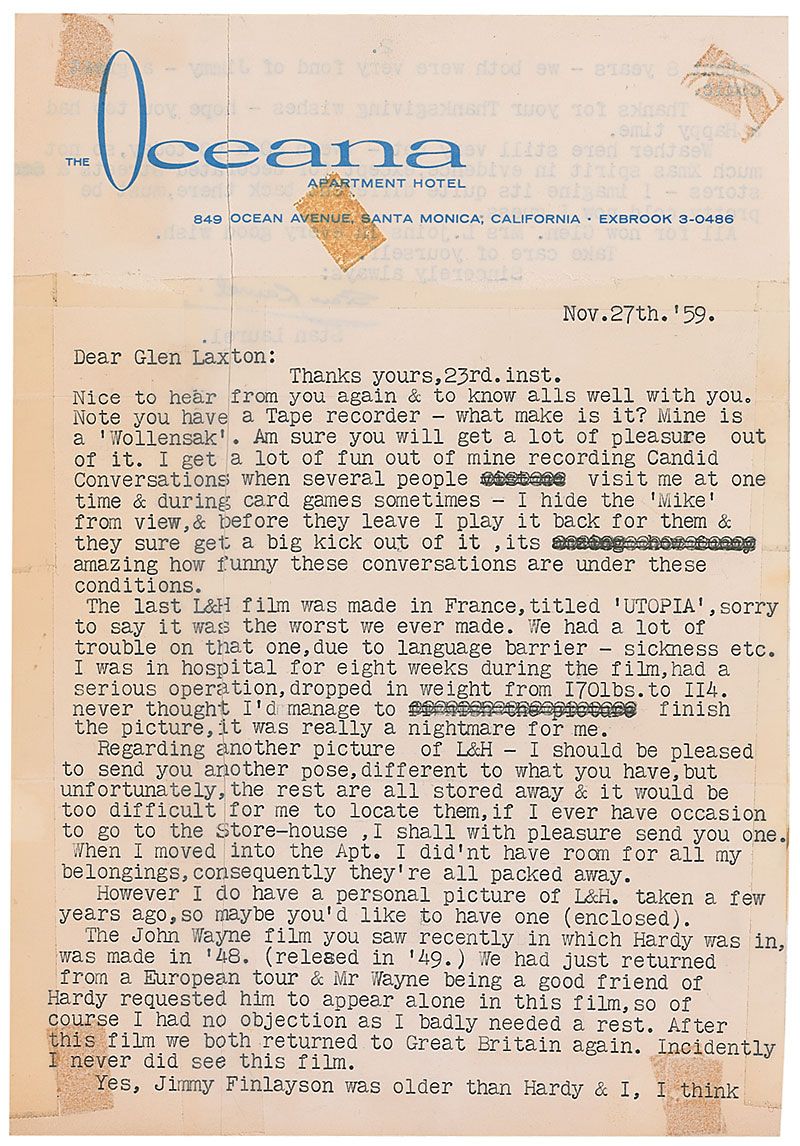 THE Oceana
APARTMENT HOTEL
849 OCEAN AVENUE, SANTA MONICA, CALIFORNIA · EXBROOK 3-0486
Nov.27th.'59.
Dear Glen Laxton:
Thanks yours,23rd.inst.
Nice to hear from you again & to know alls well with you.
Note you have a Tape recorder - what make is it? Mine is
a 'Wollensak'. Am sure you will get a lot of pleasure out
of it. I get a lot of fun out of mine recording Candid
Conversations when several people visit me at one
time & during card games sometimes - I hide the 'Mike'
from view,& before they leave I play it back for them &
they sure get a big kick out of it ,its
amazing how funny these conversations are under these
conditions.
The last L&H film was made in France,titled 'UTOPIA',sorry
to say it was the worst we ever made. We had a lot of
trouble on that one,due to language barrier - sickness etc.
I was in hospital for eight weeks during the film,had a
serious operation,dropped in weight from I70lbs.to II4.
never thought I'd manage to finish
the picture,it was really a nightmare for me.
Regarding another picture of L&H - I should be pleased
to send you another pose,different to what you have,but
unfortunately,the rest are all stored away & it would be
too difficult for me to locate them,if I ever have occasion
to go to the Store-house ,I shall with pleasure send you one.
When I moved into the Apt. I did'nt have room for all my
belongings,consequently they're all packed away.
However I do have a personal picture of L&H. taken a few
years ago,so maybe you'd like to have one (enclosed).
The John Wayne film you saw recently in which Hardy was in,
was made in '48. (relesed in '49.) We had just returned
from a European tour & Mr Wayne being a good friend of
Hardy requested him to appear alone in this film,so of
course I had no objection as I badly needed a rest. After
this film we both returned to Great Britain again. Incidently
I never did see this film.
Yes, Jimmy Finlayson was older than Hardy & I, I think